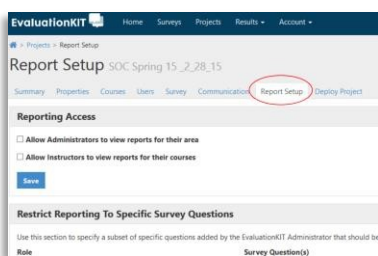 EvaluationKIT Home Surveys Projects Results Account
> Projects > Report Setup
Report Setup SOC Spring 15 _2_28_15
Summary Properties Courses Users Survey Communication Report Setup Deploy Project
Reporting Access
Allow Administrators to view reports for their area
Allow Instructors to view reports for their courses
Save
Restrict Reporting To Specific Survey Questions
Use this section to specify a subset of specific questions added by the EvaluationKIT Administrator that should be
Role Survey Question(s)